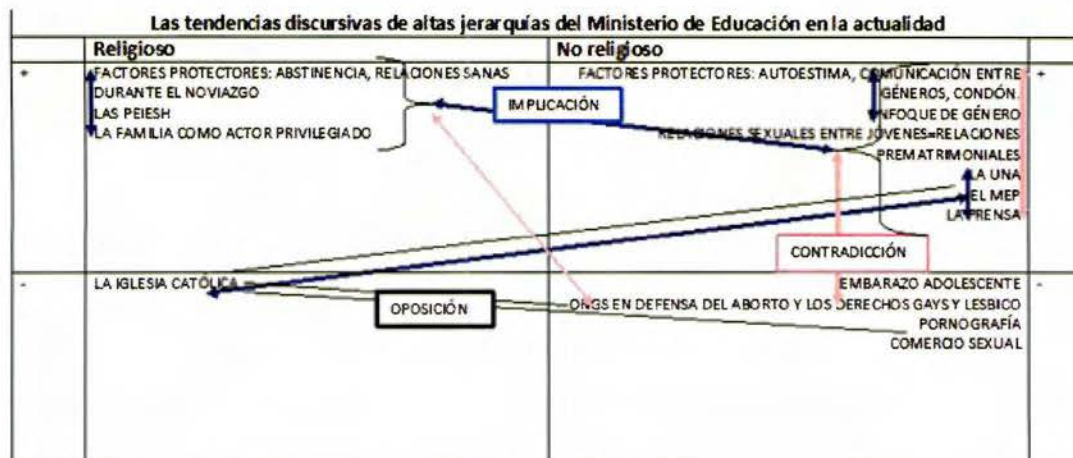 Las tendencias discursivas de altas jerarquías del Ministerio de Educación en la actualidad
Religioso
No religioso
+
FACTORES PROTECTORES: ABSTINENCIA, RELACIONES SANAS
DURANTE EL NOVIAZGO
LAS PEIESH
LA FAMILIA COMO ACTOR PRIVILEGIADO
IMPLICACIÓN
FACTORES PROTECTORES: AUTOESTIMA, COMUNICACIÓN ENTRE
GÉNEROS, CONDÓN.
ENFOQUE DE GÉNERO
RELACIONES SEXUALES ENTRE JÓVENES=RELACIONES
PREMATRIMONIALES
LA UNA
EL MEP
LA PRENSA
+
CONTRADICCIÓN
-
LA IGLESIA CATÓLICA
OPOSICIÓN
EMBARAZO ADOLESCENTE
ONGS EN DEFENSA DEL ABORTO Y LOS DERECHOS GAYS Y LESBICO
PORNOGRAFÍA
COMERCIO SEXUAL
-